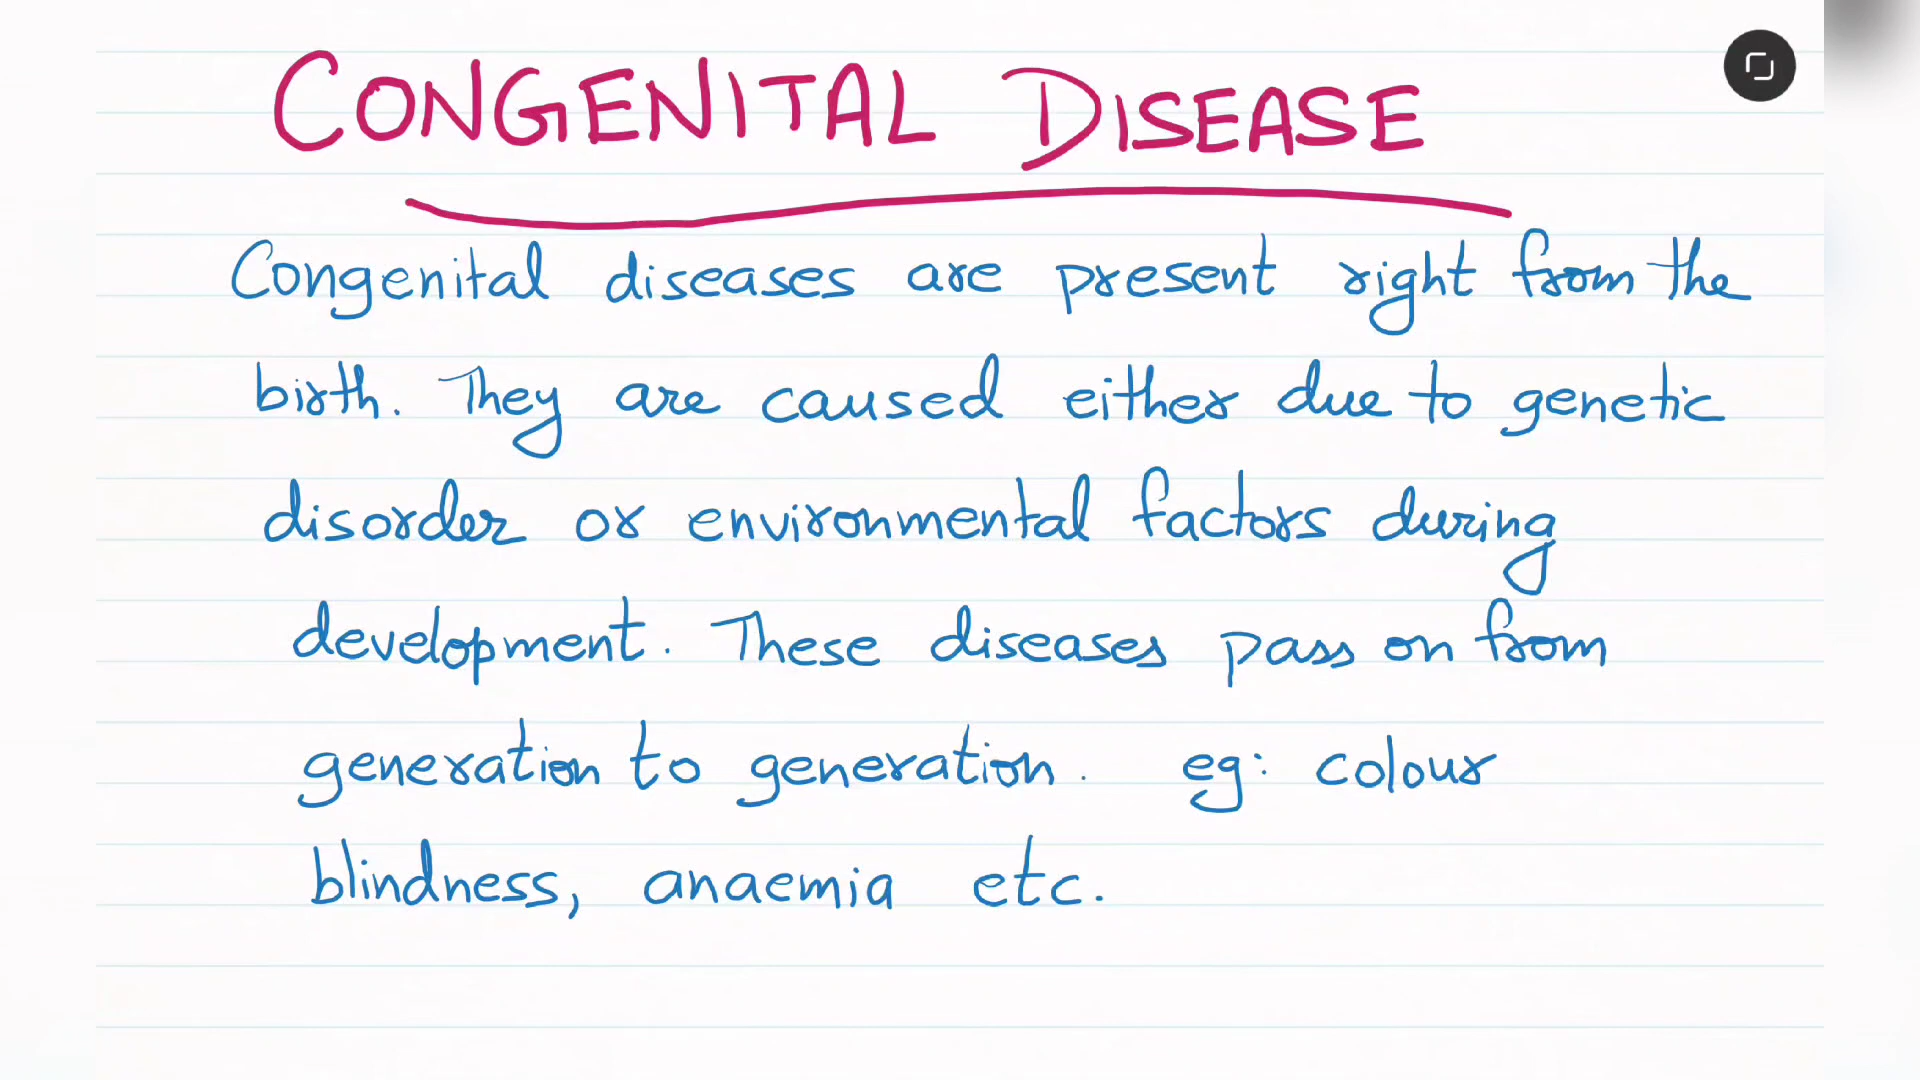 CONGENITAL DISEASE
Congenital diseases are present right from the
birth. They are caused either due to genetic
disorder or environmental factors during
development. These diseases pass on from
generation to generation. eg: colour
blindness, anaemia etc.